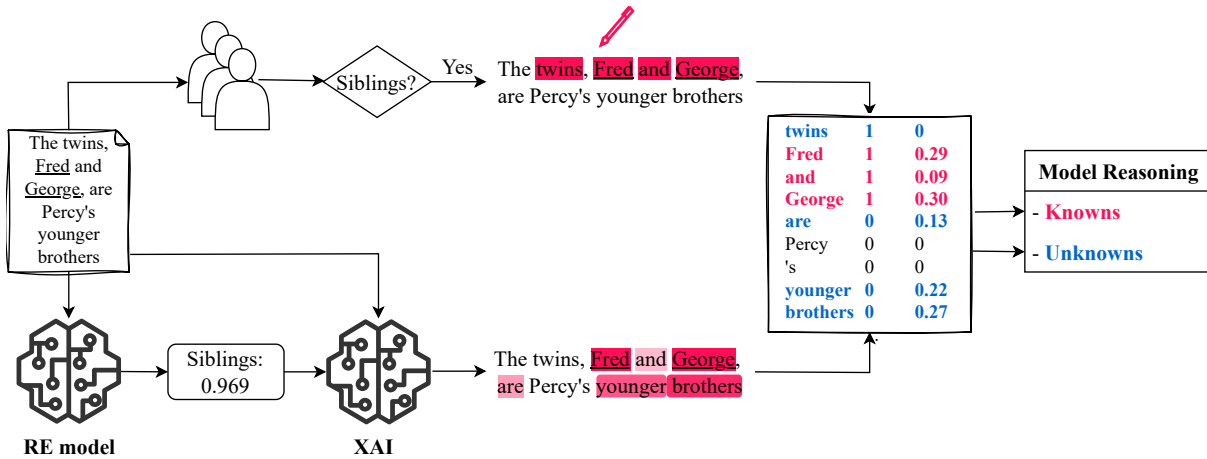 The twins,
Fred and
George, are
Percy's
younger
brothers
Siblings?
Yes
The twins, Fred and George,
are Percy's younger brothers
twins 1 0
Fred 1 0.29
and 1 0.09
George 1 0.30
are 0 0.13
Percy 0 0
's 0 0
younger 0 0.22
brothers 0 0.27
Model Reasoning
- Knowns
- Unknowns
RE model
Siblings:
0.969
XAI
The twins, Fred and George,
are Percy's younger brothers